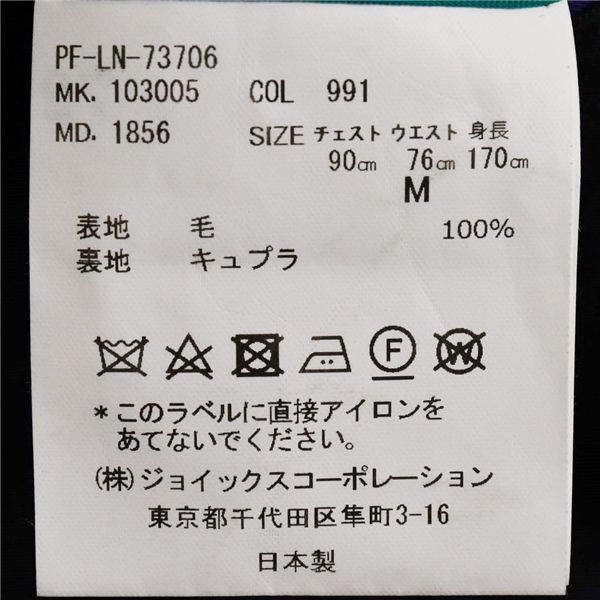 PF-LN-73706
MK. 103005 COL 991
MD. 1856 SIZE チェスト ウエスト 身長
90cm 76cm 170cm
M
表地 毛 100%
裏地 キュプラ
F W
*このラベルに直接アイロンを
あてないでください。
(株)ジョイックスコーポレーション
東京都千代田区隼町3-16
日本製